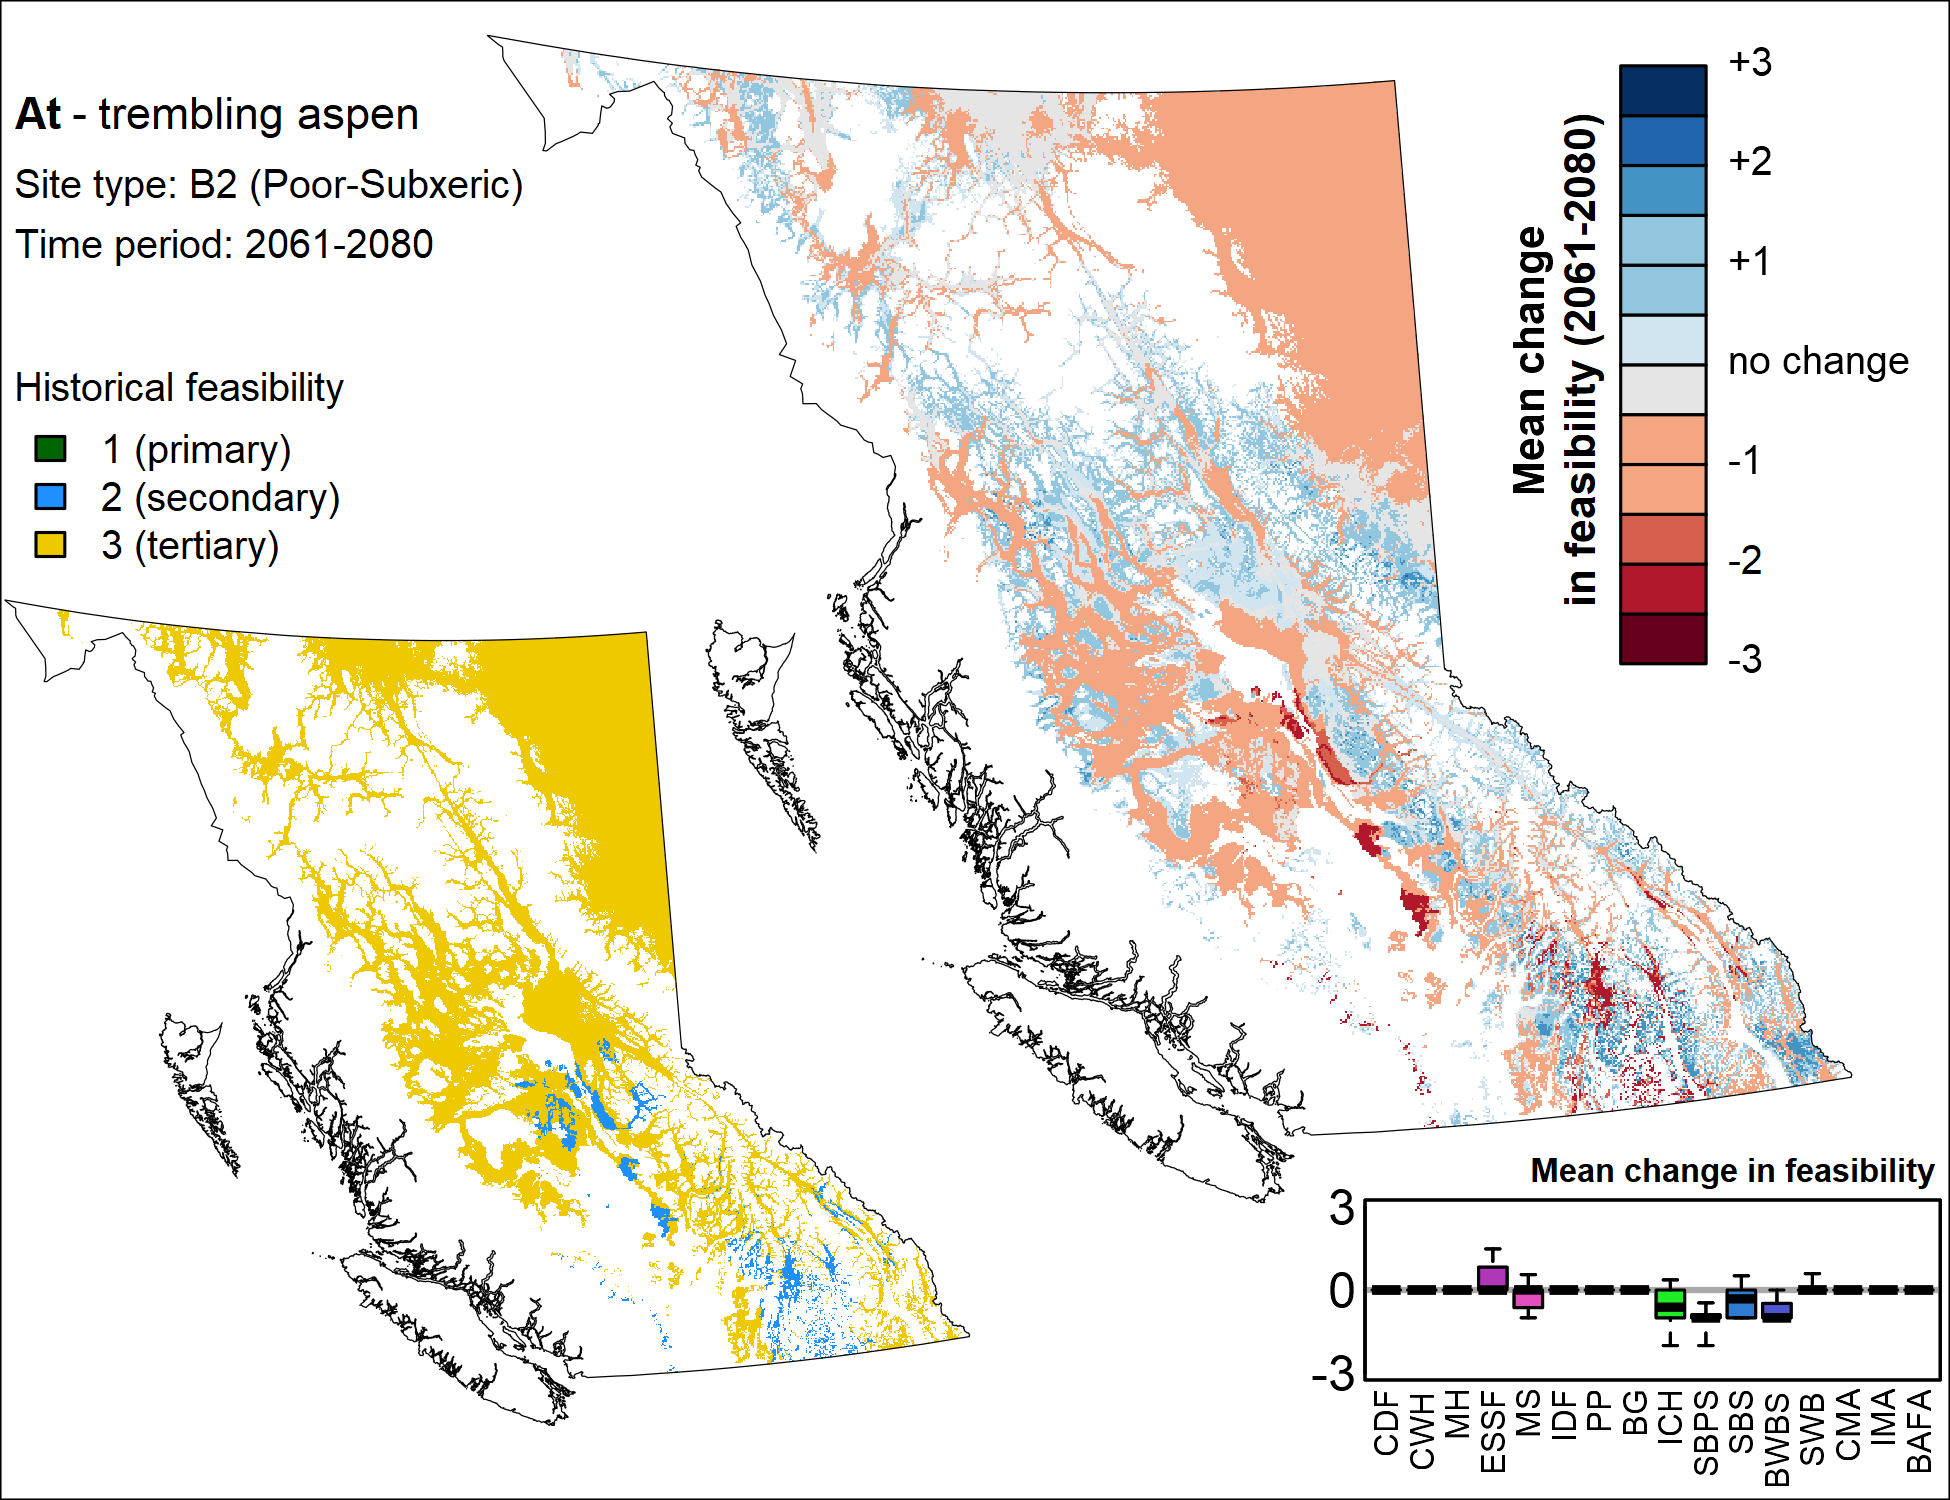 At - trembling aspen
Site type: B2 (Poor-Subxeric)
Time period: 2061-2080
Historical feasibility
1 (primary)
2 (secondary)
3 (tertiary)
Mean change
in feasibility (2061-2080)
+3
+2
+1
no change
-1
-2
-3
Mean change in feasibility
3
0
-3
CDF
CWH
MH
ESSF
MS
IDF
PP
BG
ICH
SBPS
SBS
BWBS
SWB
CMA
IMA
BAFA